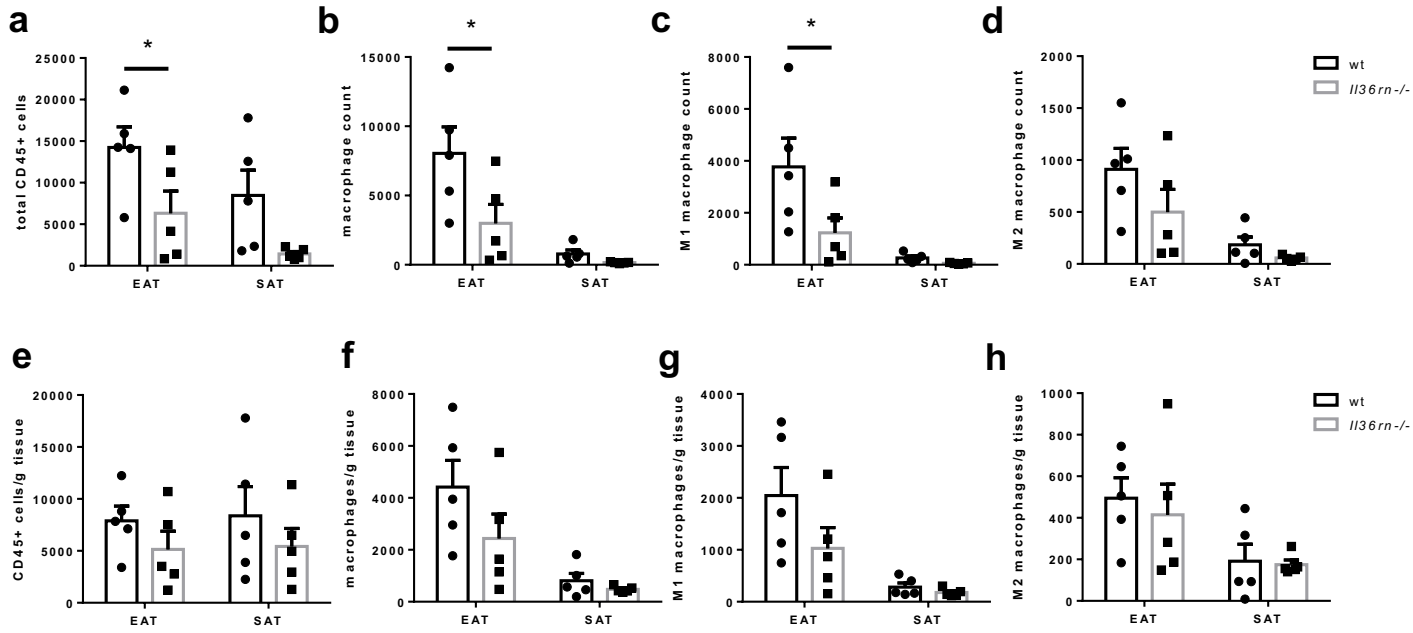 a
b
c
d
*
*
*
total CD45+ cells
25000
20000
15000
10000
5000
0
EAT
SAT
macrophage count
15000
10000
5000
0
EAT
SAT
M1 macrophage count
8000
6000
4000
2000
0
EAT
SAT
M2 macrophage count
2000
1500
1000
500
0
EAT
SAT
wt
Il36rn-/-
e
f
g
h
CD45+ cells/g tissue
20000
15000
10000
5000
0
EAT
SAT
macrophages/g tissue
8000
6000
4000
2000
0
EAT
SAT
M1 macrophages/g tissue
4000
3000
2000
1000
0
EAT
SAT
M2 macrophages/g tissue
1000
800
600
400
200
0
EAT
SAT
wt
Il36rn-/-